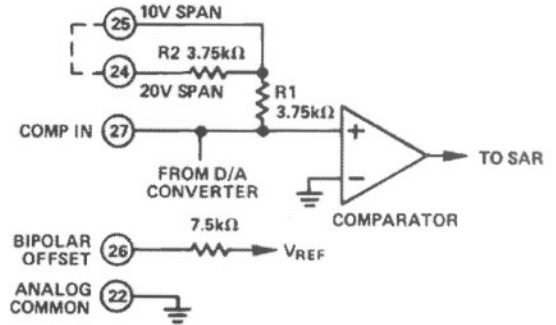 25 10V SPAN
R2 3.75kΩ
24
20V SPAN
R1
3.75kΩ
COMP IN 27
+
−
TO SAR
FROM D/A
CONVERTER
COMPARATOR
7.5kΩ
BIPOLAR
OFFSET 26
VREF
ANALOG
COMMON 22